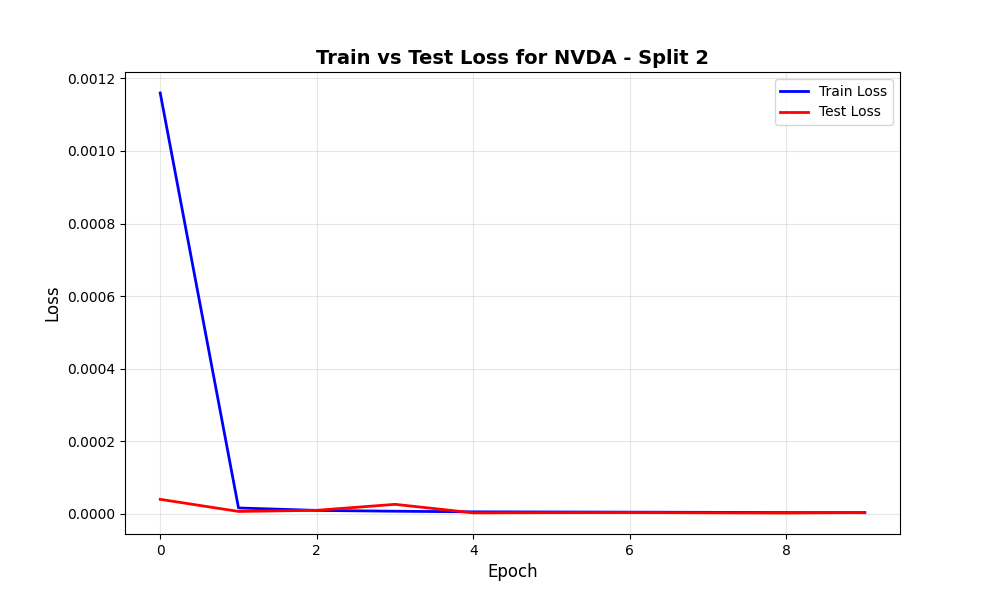 Train vs Test Loss for NVDA - Split 2
Train Loss
Test Loss
0.0012
0.0010
0.0008
0.0006
0.0004
0.0002
0.0000
Loss
0 2 4 6 8
Epoch